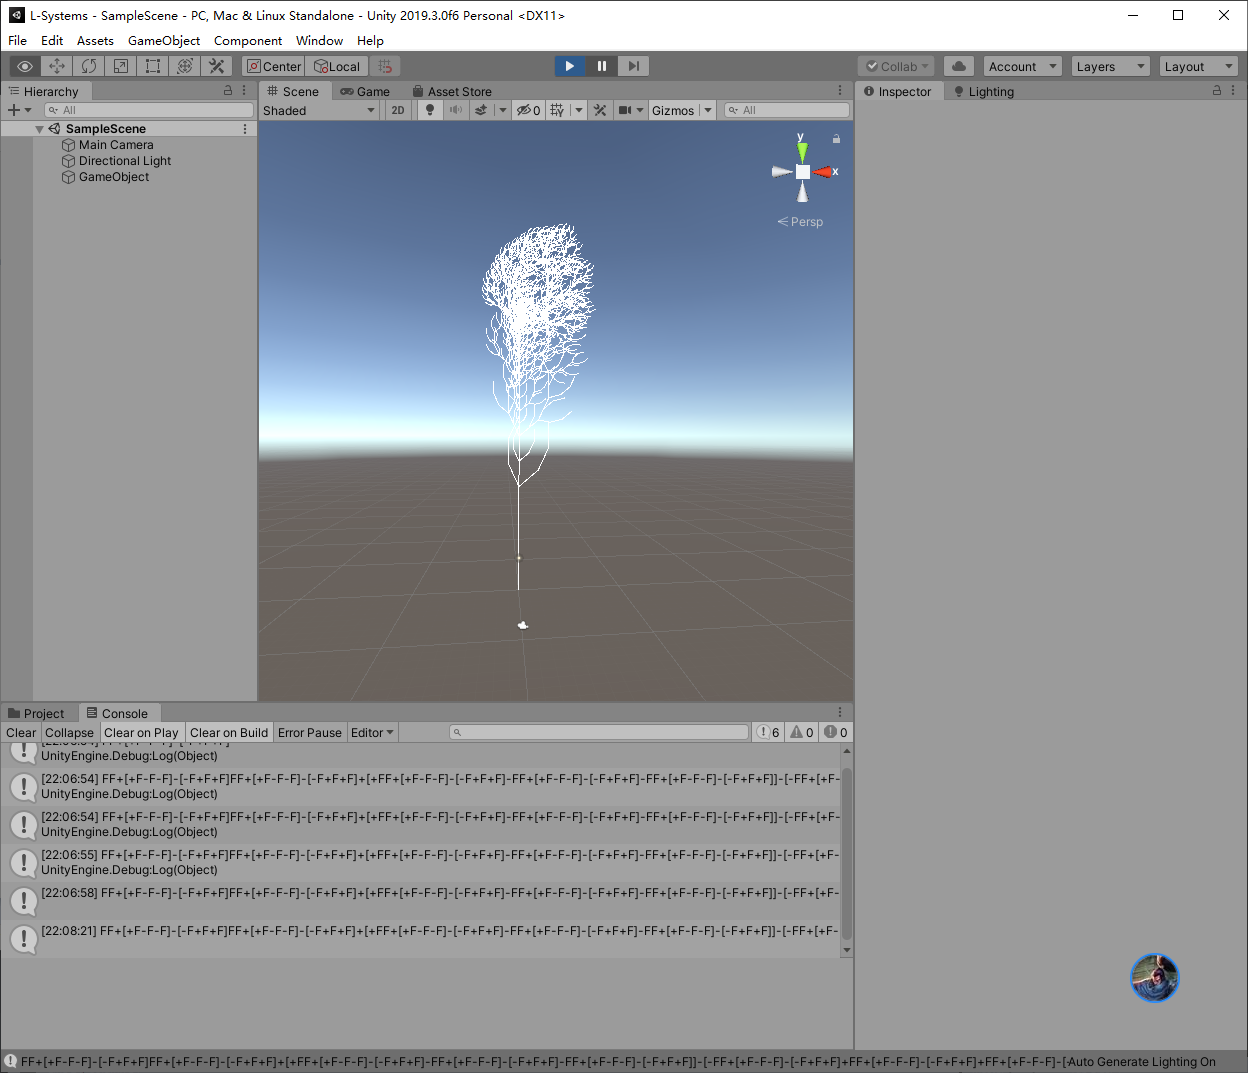 L-Systems - SampleScene - PC, Mac & Linux Standalone - Unity 2019.3.0f6 Personal <DX11>
File Edit Assets GameObject Component Window Help
Center Local Collab Account Layers Layout
Hierarchy Scene Game Asset Store Inspector Lighting
All Shaded 2D 0 Gizmos All
SampleScene
Main Camera
Directional Light
GameObject
y
x
Persp
Project Console
Clear Collapse Clear on Play Clear on Build Error Pause Editor 6 0 0
UnityEngine.Debug:Log(Object)
[22:06:54] FF+[+F-F-F]-[-F+F+F]FF+[+F-F-F]-[-F+F+F]+[+FF+[+F-F-F]-[-F+F+F]-FF+[+F-F-F]-[-F+F+F]-FF+[+F-F-F]-[-F+F+F]]-[-FF+[+F-
UnityEngine.Debug:Log(Object)
[22:06:54] FF+[+F-F-F]-[-F+F+F]FF+[+F-F-F]-[-F+F+F]+[+FF+[+F-F-F]-[-F+F+F]-FF+[+F-F-F]-[-F+F+F]-FF+[+F-F-F]-[-F+F+F]]-[-FF+[+F-
UnityEngine.Debug:Log(Object)
[22:06:55] FF+[+F-F-F]-[-F+F+F]FF+[+F-F-F]-[-F+F+F]+[+FF+[+F-F-F]-[-F+F+F]-FF+[+F-F-F]-[-F+F+F]-FF+[+F-F-F]-[-F+F+F]]-[-FF+[+F-
UnityEngine.Debug:Log(Object)
[22:06:58] FF+[+F-F-F]-[-F+F+F]FF+[+F-F-F]-[-F+F+F]+[+FF+[+F-F-F]-[-F+F+F]-FF+[+F-F-F]-[-F+F+F]-FF+[+F-F-F]-[-F+F+F]]-[-FF+[+F-
[22:08:21] FF+[+F-F-F]-[-F+F+F]FF+[+F-F-F]-[-F+F+F]+[+FF+[+F-F-F]-[-F+F+F]-FF+[+F-F-F]-[-F+F+F]-FF+[+F-F-F]-[-F+F+F]]-[-FF+[+F-
FF+[+F-F-F]-[-F+F+F]FF+[+F-F-F]-[-F+F+F]+[+FF+[+F-F-F]-[-F+F+F]-FF+[+F-F-F]-[-F+F+F]-FF+[+F-F-F]-[-F+F+F]]-[-FF+[+F-F-F]-[-F+F+F]+FF+[+F-F-F]-[-F+F+F]+FF+[+F-F-F]-[ Auto Generate Lighting On